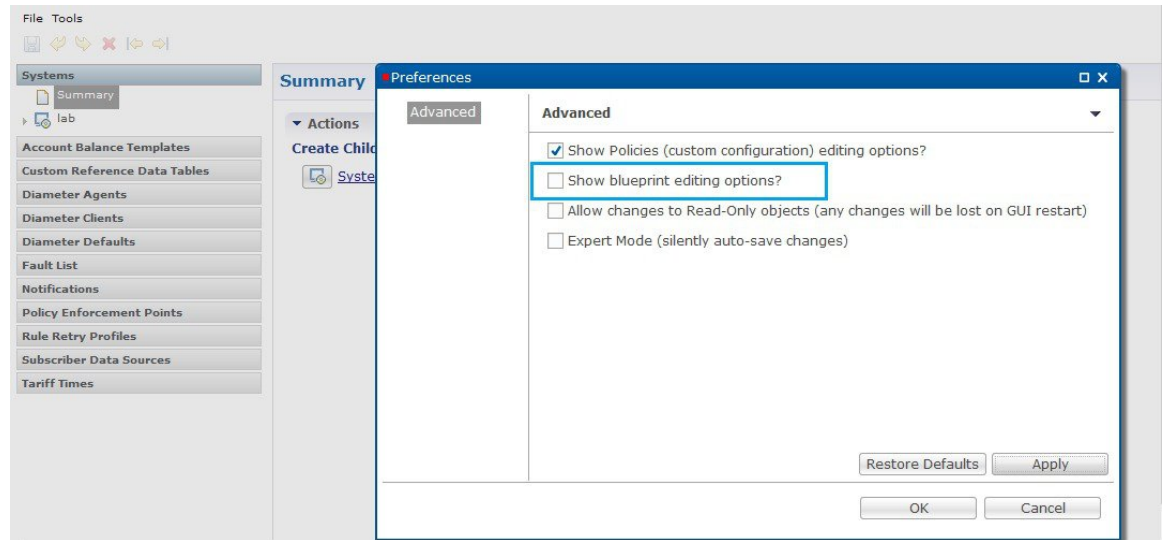 File Tools
Systems
Summary
lab
Account Balance Templates
Custom Reference Data Tables
Diameter Agents
Diameter Clients
Diameter Defaults
Fault List
Notifications
Policy Enforcement Points
Rule Retry Profiles
Subscriber Data Sources
Tariff Times
Summary
Actions
Create Child
Syste
Preferences
Advanced
Advanced
Show Policies (custom configuration) editing options?
Show blueprint editing options?
Allow changes to Read-Only objects (any changes will be lost on GUI restart)
Expert Mode (silently auto-save changes)
Restore Defaults Apply
OK Cancel